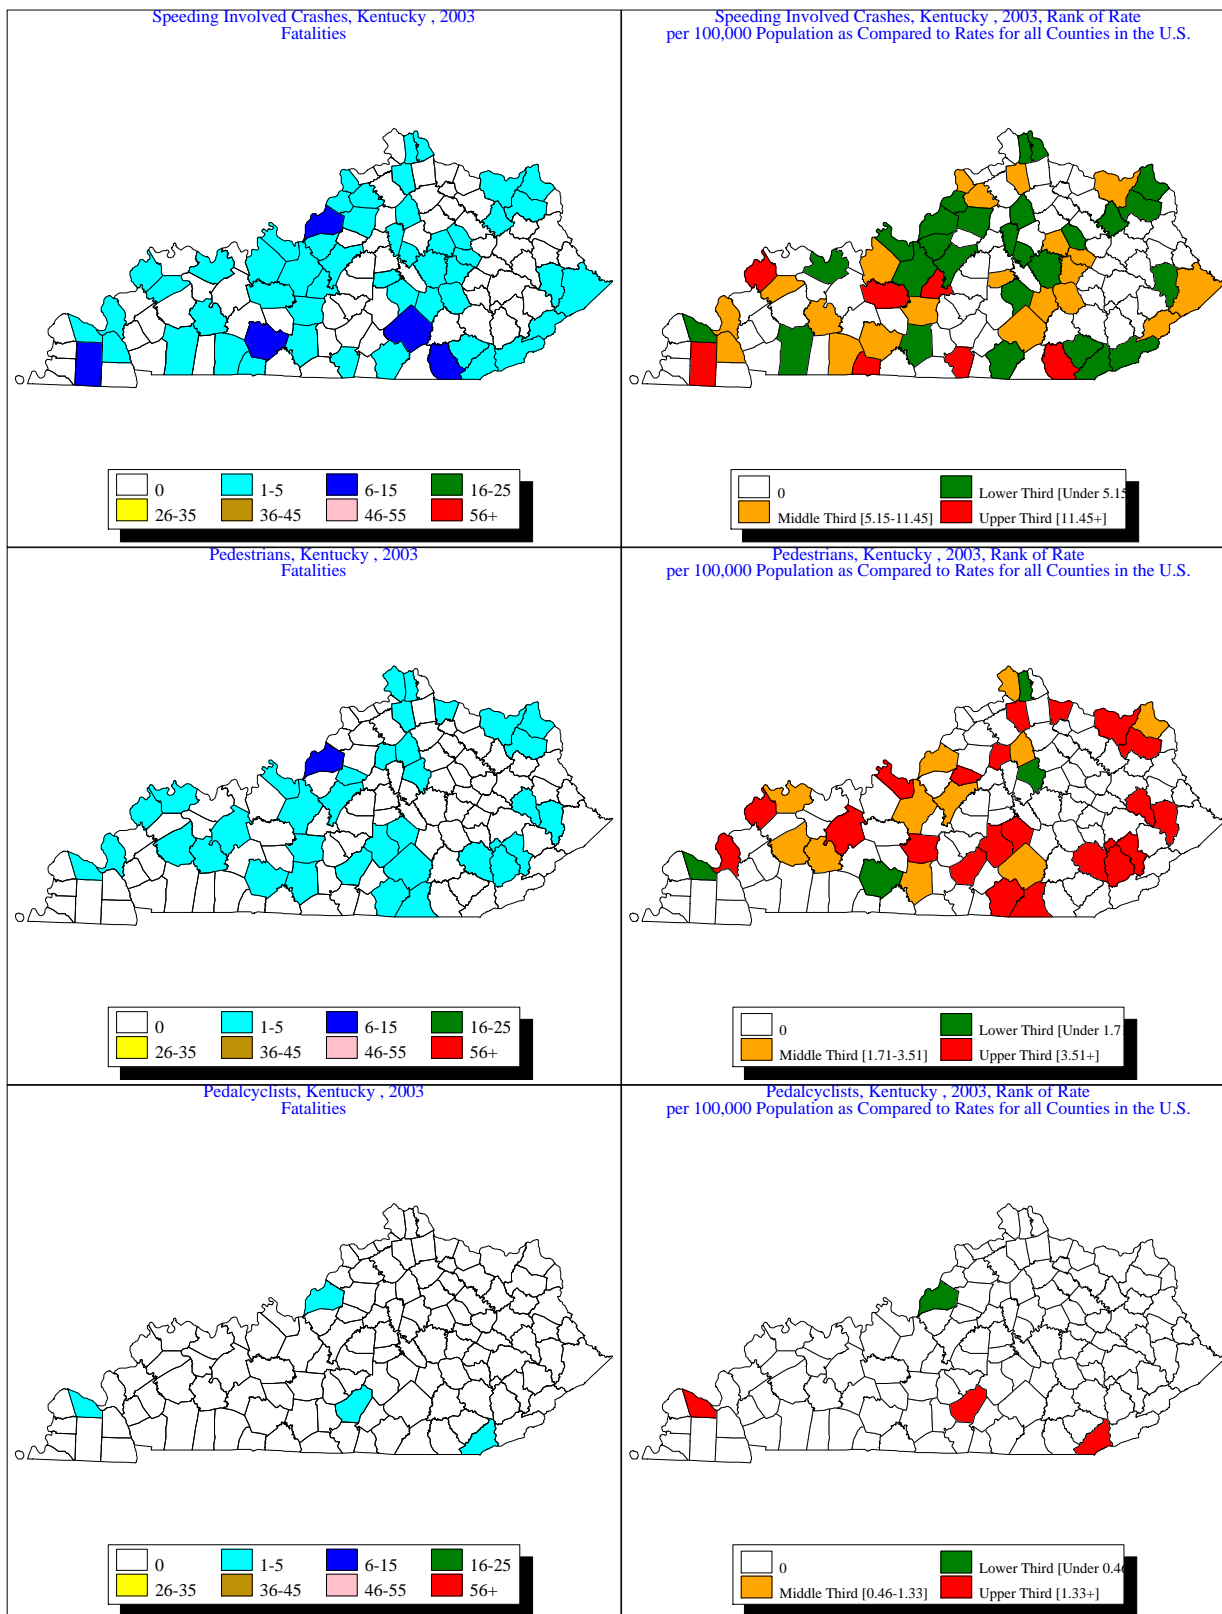 Speeding Involved Crashes, Kentucky , 2003
Fatalities
0
1-5
6-15
16-25
26-35
36-45
46-55
56+
Speeding Involved Crashes, Kentucky , 2003, Rank of Rate
per 100,000 Population as Compared to Rates for all Counties in the U.S.
0
Lower Third [Under 5.15
Middle Third [5.15-11.45]
Upper Third [11.45+]
Pedestrians, Kentucky , 2003
Fatalities
0
1-5
6-15
16-25
26-35
36-45
46-55
56+
Pedestrians, Kentucky , 2003, Rank of Rate
per 100,000 Population as Compared to Rates for all Counties in the U.S.
0
Lower Third [Under 1.71
Middle Third [1.71-3.51]
Upper Third [3.51+]
Pedalcyclists, Kentucky , 2003
Fatalities
0
1-5
6-15
16-25
26-35
36-45
46-55
56+
Pedalcyclists, Kentucky , 2003, Rank of Rate
per 100,000 Population as Compared to Rates for all Counties in the U.S.
0
Lower Third [Under 0.46
Middle Third [0.46-1.33]
Upper Third [1.33+]